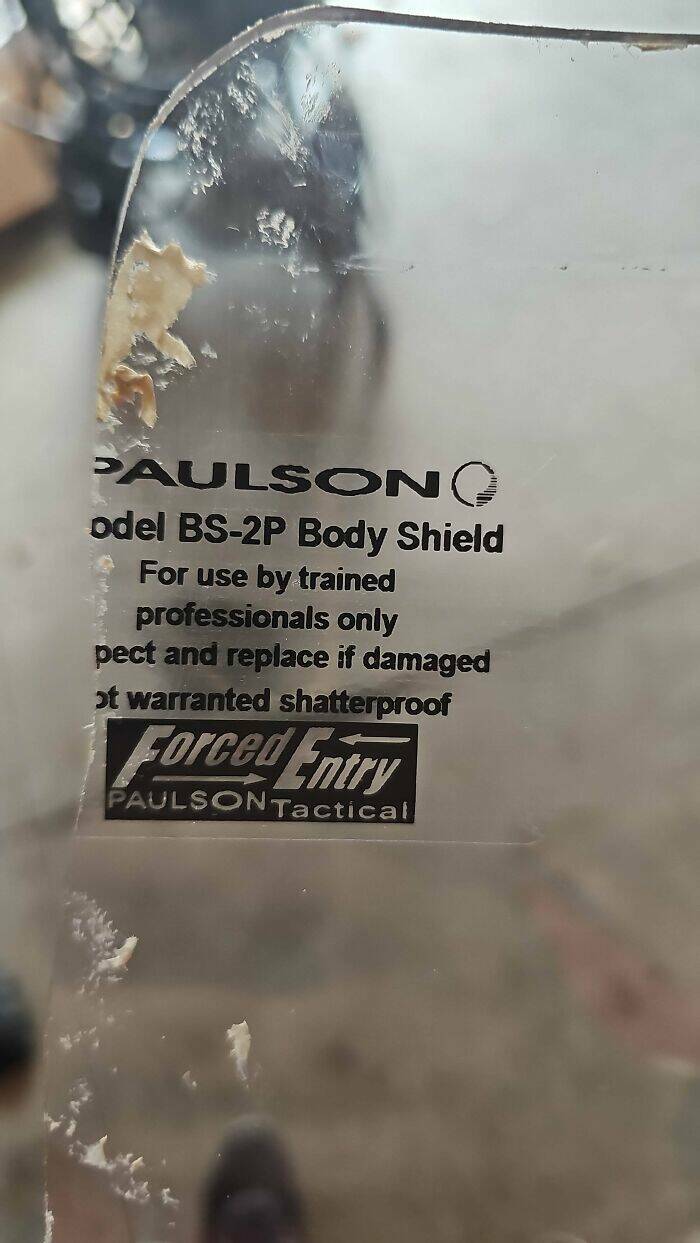 PAULSON
odel BS-2P Body Shield
For use by trained
professionals only
pect and replace if damaged
ot warranted shatterproof
Forced Entry
PAULSON Tactical